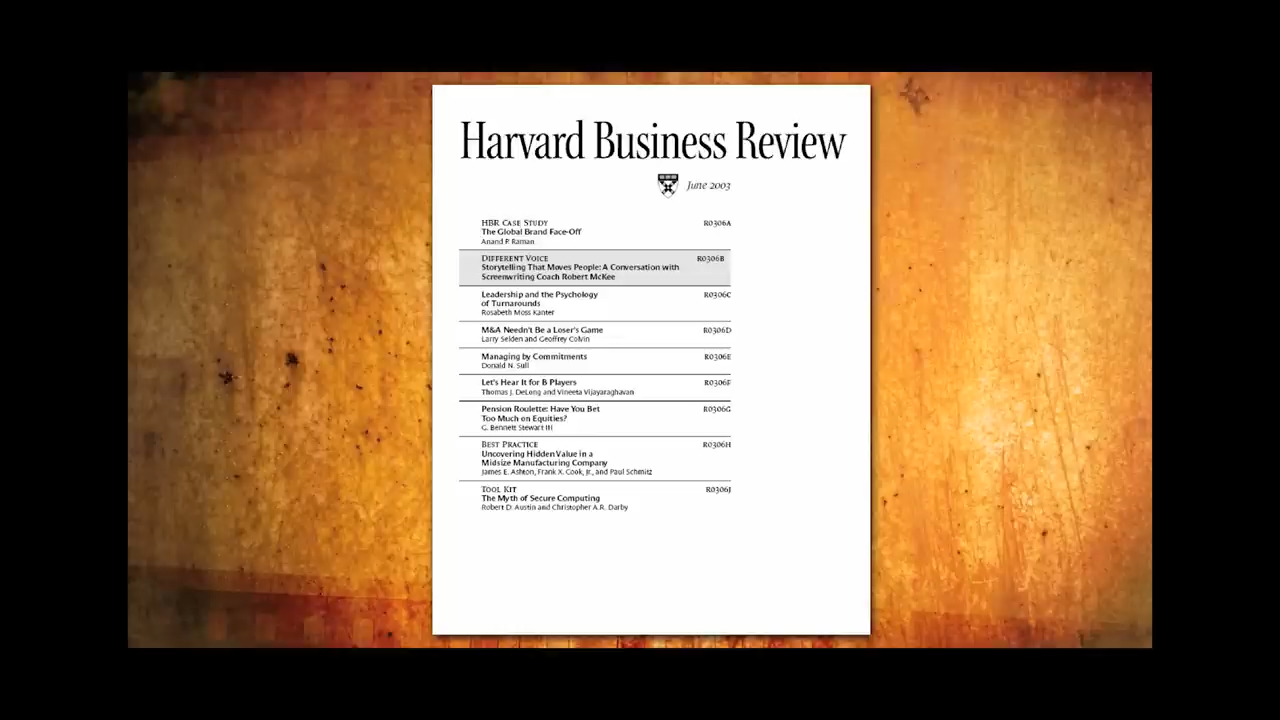 Harvard Business Review
June 2003
HBR CASE STUDY R0306A
The Global Brand Face-Off
Anand P. Raman
DIFFERENT VOICE R0306B
Storytelling That Moves People: A Conversation with
Screenwriting Coach Robert McKee
Leadership and the Psychology R0306C
of Turnarounds
Rosabeth Moss Kanter
M&A Needn't Be a Loser's Game R0306D
Larry Selden and Geoffrey Colvin
Managing by Commitments R0306E
Donald N. Sull
Let's Hear It for B Players R0306F
Thomas J. DeLong and Vineeta Vijayaraghavan
Pension Roulette: Have You Bet R0306G
Too Much on Equities?
G. Bennett Stewart III
BEST PRACTICE R0306H
Uncovering Hidden Value in a
Midsize Manufacturing Company
James E. Ashton, Frank X. Cook, Jr., and Paul Schmitz
TOOL KIT R0306J
The Myth of Secure Computing
Robert D. Austin and Christopher A.R. Darby